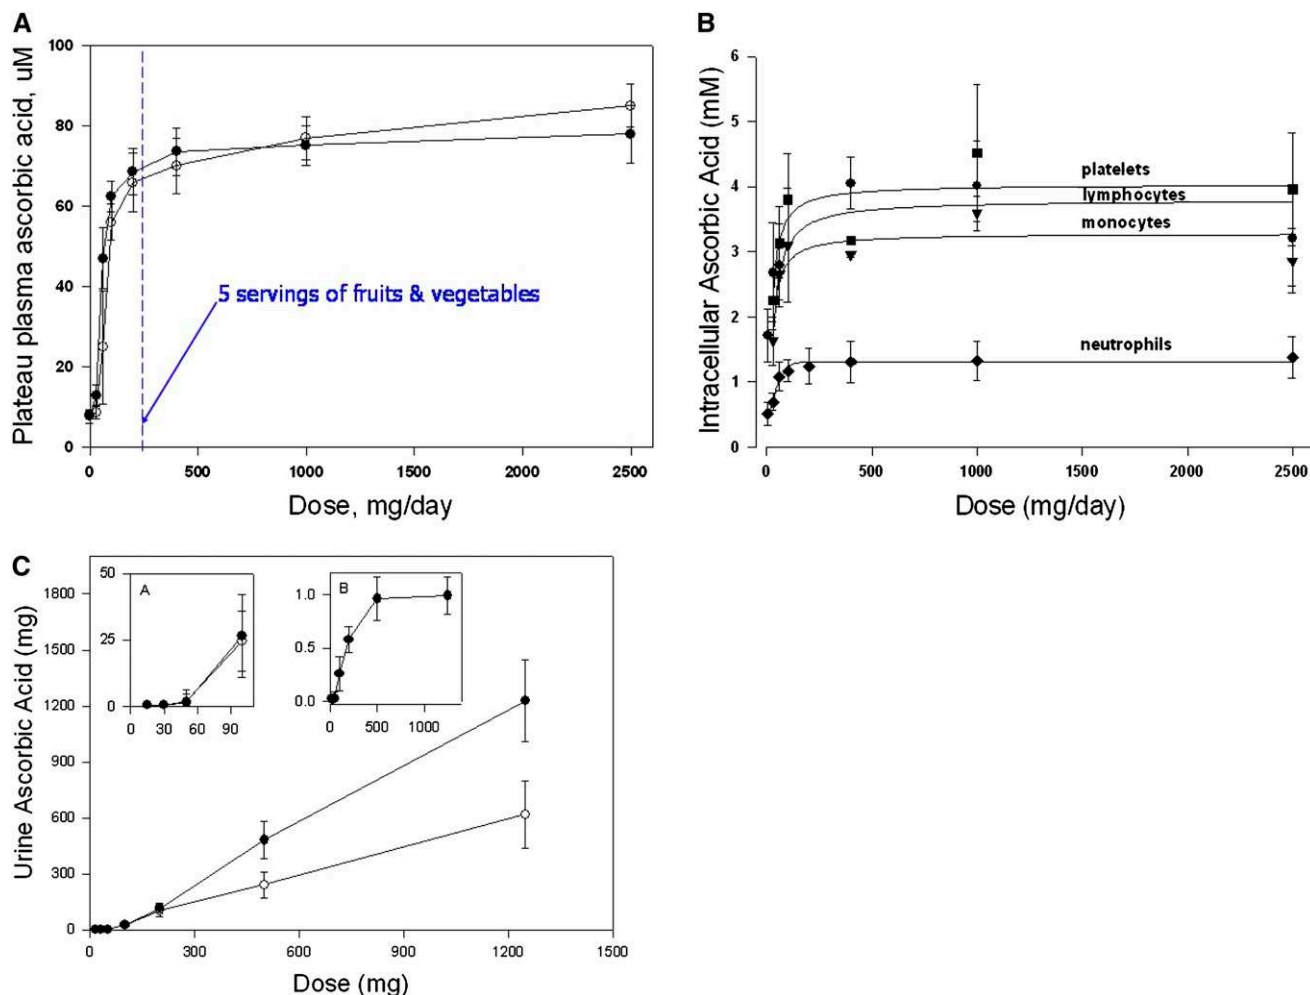 A
Plateau plasma ascorbic acid, uM
100
80
60
40
20
0
5 servings of fruits & vegetables
0 500 1000 1500 2000 2500
Dose, mg/day
B
Intracellular Ascorbic Acid (mM)
6
5
4
3
2
1
0
platelets
lymphocytes
monocytes
neutrophils
0 500 1000 1500 2000 2500
Dose (mg/day)
C
Urine Ascorbic Acid (mg)
1800
1500
1200
900
600
300
0
A
50
25
0
0 30 60 90
B
1.0
0.5
0.0
0 500 1000
0 300 600 900 1200 1500
Dose (mg)